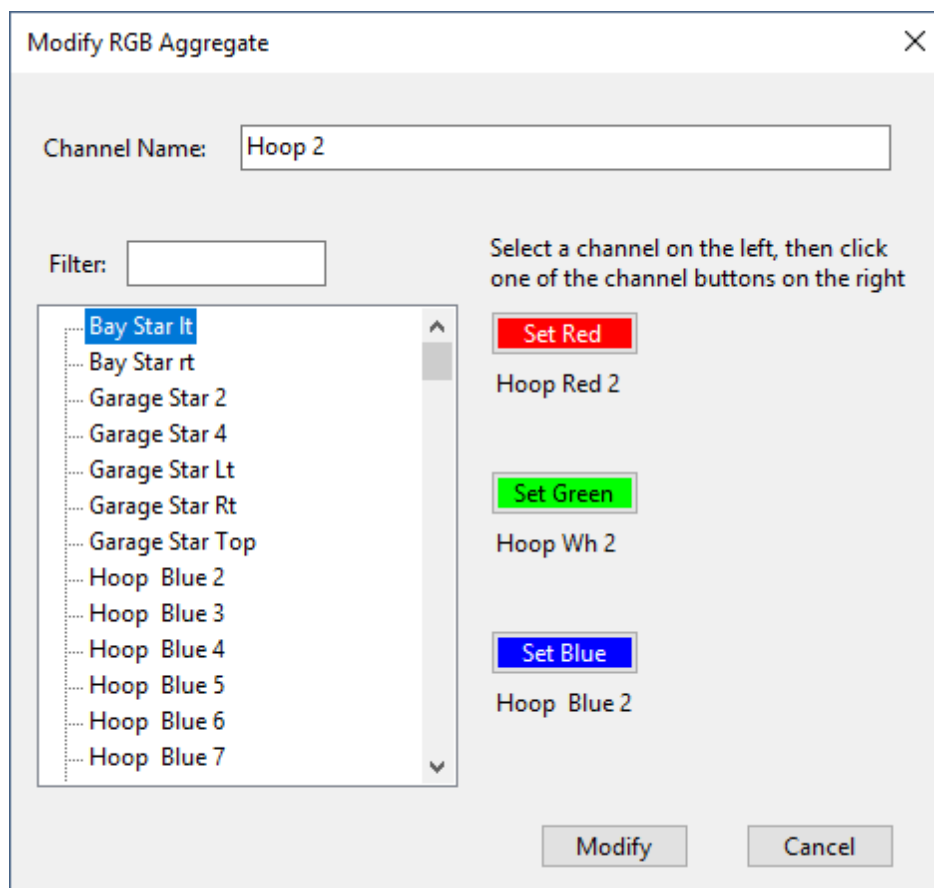 Modify RGB Aggregate
Channel Name: Hoop 2
Filter:
Select a channel on the left, then click
one of the channel buttons on the right
Bay Star lt
Bay Star rt
Garage Star 2
Garage Star 4
Garage Star Lt
Garage Star Rt
Garage Star Top
Hoop  Blue 2
Hoop  Blue 3
Hoop  Blue 4
Hoop  Blue 5
Hoop  Blue 6
Hoop  Blue 7
Set Red
Hoop Red 2
Set Green
Hoop Wh 2
Set Blue
Hoop  Blue 2
Modify
Cancel